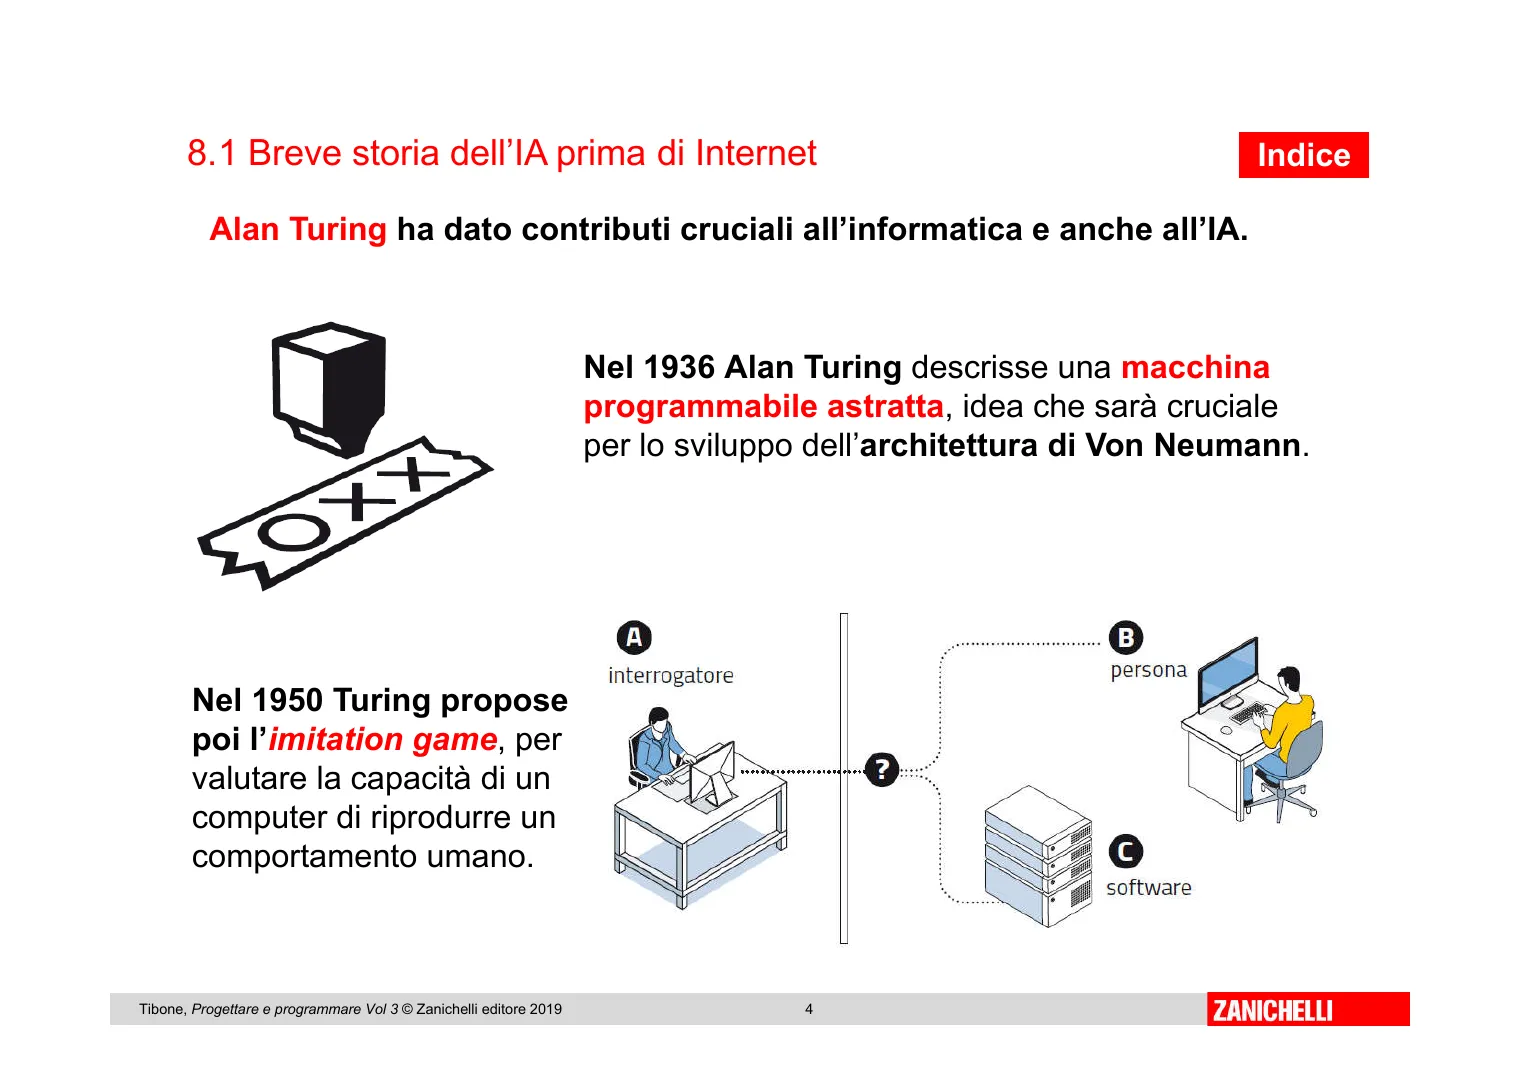 8.1 Breve storia dell’IA prima di Internet
Indice
Alan Turing ha dato contributi cruciali all’informatica e anche all’IA.
Nel 1936 Alan Turing descrisse una macchina
programmabile astratta, idea che sarà cruciale
per lo sviluppo dell’architettura di Von Neumann.
OXX
Nel 1950 Turing propose
poi l’imitation game, per
valutare la capacità di un
computer di riprodurre un
comportamento umano.
A
interrogatore
?
B
persona
C
software
Tibone, Progettare e programmare Vol 3 © Zanichelli editore 2019
4
ZANICHELLI